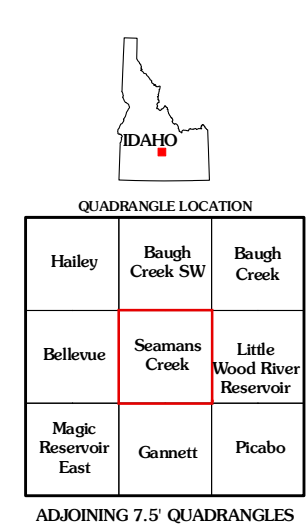 IDAHO
QUADRANGLE LOCATION
Hailey
Baugh
Creek SW
Baugh
Creek
Bellevue
Seamans
Creek
Little
Wood River
Reservoir
Magic
Reservoir
East
Gannett
Picabo
ADJOINING 7.5' QUADRANGLES